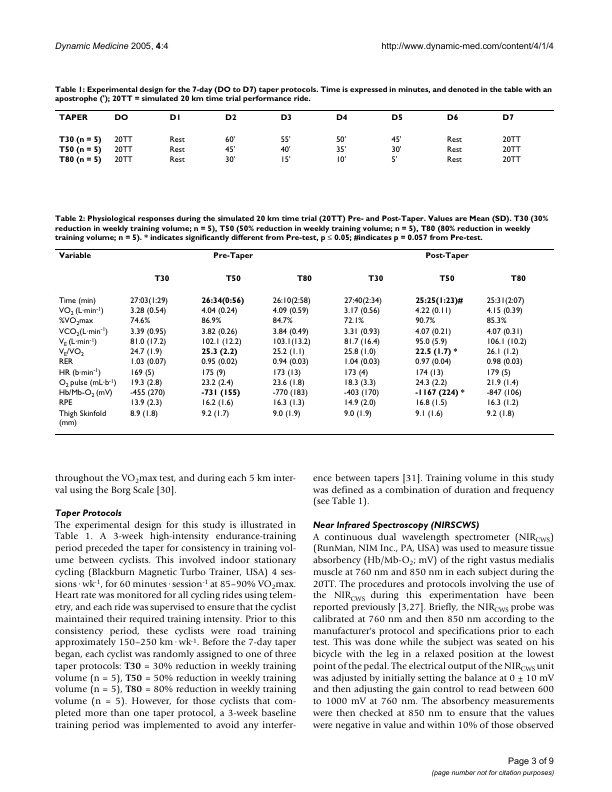 Dynamic Medicine 2005, 4:4 http://www.dynamic-med.com/content/4/1/4
Table 1: Experimental design for the 7-day (DO to D7) taper protocols. Time is expressed in minutes, and denoted in the table with an
apostrophe ('); 20TT = simulated 20 km time trial performance ride.
TAPER DO D1 D2 D3 D4 D5 D6 D7
T30 (n = 5) 20TT Rest 60' 55' 50' 45' Rest 20TT
T50 (n = 5) 20TT Rest 45' 40' 35' 30' Rest 20TT
T80 (n = 5) 20TT Rest 30' 15' 10' 5' Rest 20TT
Table 2: Physiological responses during the simulated 20 km time trial (20TT) Pre- and Post-Taper. Values are Mean (SD). T30 (30%
reduction in weekly training volume; n = 5), T50 (50% reduction in weekly training volume; n = 5), T80 (80% reduction in weekly
training volume; n = 5). * indicates significantly different from Pre-test, p ≤ 0.05; #indicates p = 0.057 from Pre-test.
Variable Pre-Taper Post-Taper
T30 T50 T80 T30 T50 T80
Time (min) 27:03(1:29) 26:34(0:56) 26:10(2:58) 27:40(2:34) 25:25(1:23)# 25:31(2:07)
VO2 (L·min-1) 3.28 (0.54) 4.04 (0.24) 4.09 (0.59) 3.17 (0.56) 4.22 (0.11) 4.15 (0.39)
%VO2max 74.6% 86.9% 84.7% 72.1% 90.7% 85.3%
VCO2(L·min-1) 3.39 (0.95) 3.82 (0.26) 3.84 (0.49) 3.31 (0.93) 4.07 (0.21) 4.07 (0.31)
VE (L·min-1) 81.0 (17.2) 102.1 (12.2) 103.1(13.2) 81.7 (16.4) 95.0 (5.9) 106.1 (10.2)
VE/VO2 24.7 (1.9) 25.3 (2.2) 25.2 (1.1) 25.8 (1.0) 22.5 (1.7) * 26.1 (1.2)
RER 1.03 (0.07) 0.95 (0.02) 0.94 (0.03) 1.04 (0.03) 0.97 (0.04) 0.98 (0.03)
HR (b·min-1) 169 (5) 175 (9) 173 (13) 173 (4) 174 (13) 179 (5)
O2 pulse (mL·b-1) 19.3 (2.8) 23.2 (2.4) 23.6 (1.8) 18.3 (3.3) 24.3 (2.2) 21.9 (1.4)
Hb/Mb-O2 (mV) -455 (270) -731 (155) -770 (183) -403 (170) -1167 (224) * -847 (106)
RPE 13.9 (2.3) 16.2 (1.6) 16.3 (1.3) 14.9 (2.0) 16.8 (1.5) 16.3 (1.2)
Thigh Skinfold 8.9 (1.8) 9.2 (1.7) 9.0 (1.9) 9.0 (1.9) 9.1 (1.6) 9.2 (1.8)
(mm)
throughout the VO2max test, and during each 5 km inter-
val using the Borg Scale [30].
Taper Protocols
The experimental design for this study is illustrated in
Table 1. A 3-week high-intensity endurance-training
period preceded the taper for consistency in training vol-
ume between cyclists. This involved indoor stationary
cycling (Blackburn Magnetic Turbo Trainer, USA) 4 ses-
sions·wk-1, for 60 minutes·session-1 at 85–90% VO2max.
Heart rate was monitored for all cycling rides using telem-
etry, and each ride was supervised to ensure that the cyclist
maintained their required training intensity. Prior to this
consistency period, these cyclists were road training
approximately 150–250 km·wk-1. Before the 7-day taper
began, each cyclist was randomly assigned to one of three
taper protocols: T30 = 30% reduction in weekly training
volume (n = 5), T50 = 50% reduction in weekly training
volume (n = 5), T80 = 80% reduction in weekly training
volume (n = 5). However, for those cyclists that com-
pleted more than one taper protocol, a 3-week baseline
training period was implemented to avoid any interfer-
ence between tapers [31]. Training volume in this study
was defined as a combination of duration and frequency
(see Table 1).
Near Infrared Spectroscopy (NIRSCWS)
A continuous dual wavelength spectrometer (NIRCWS)
(RunMan, NIM Inc., PA, USA) was used to measure tissue
absorbency (Hb/Mb-O2; mV) of the right vastus medialis
muscle at 760 nm and 850 nm in each subject during the
20TT. The procedures and protocols involving the use of
the NIRCWS during this experimentation have been
reported previously [3,27]. Briefly, the NIRCWS probe was
calibrated at 760 nm and then 850 nm according to the
manufacturer's protocol and specifications prior to each
test. This was done while the subject was seated on his
bicycle with the leg in a relaxed position at the lowest
point of the pedal. The electrical output of the NIRCWS unit
was adjusted by initially setting the balance at 0 ± 10 mV
and then adjusting the gain control to read between 600
to 1000 mV at 760 nm. The absorbency measurements
were then checked at 850 nm to ensure that the values
were negative in value and within 10% of those observed
Page 3 of 9
(page number not for citation purposes)